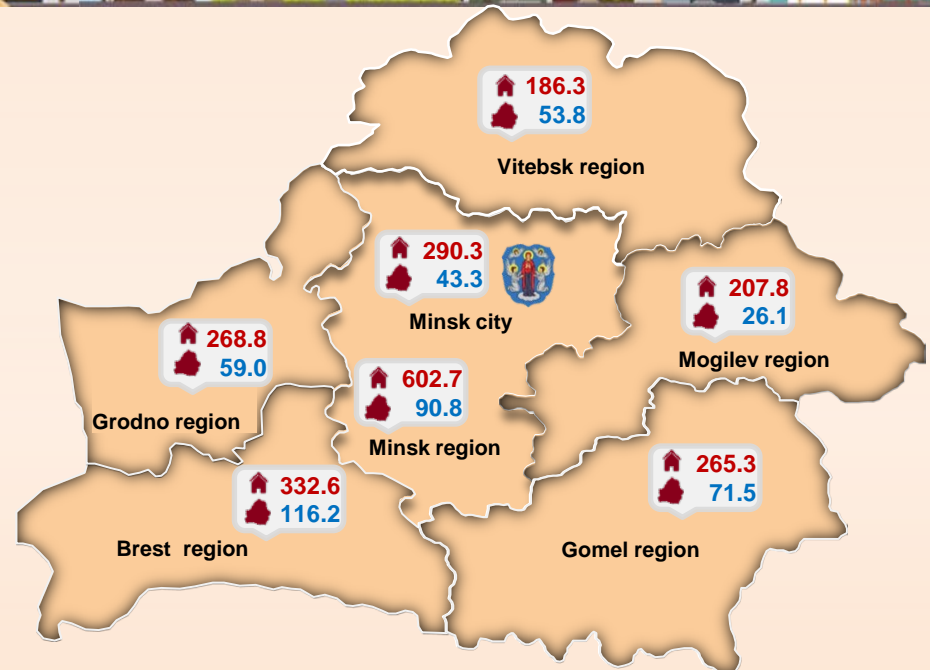 186.3
53.8
Vitebsk region
290.3
43.3
Minsk city
207.8
26.1
Mogilev region
268.8
59.0
Grodno region
602.7
90.8
Minsk region
265.3
71.5
Gomel region
332.6
116.2
Brest region